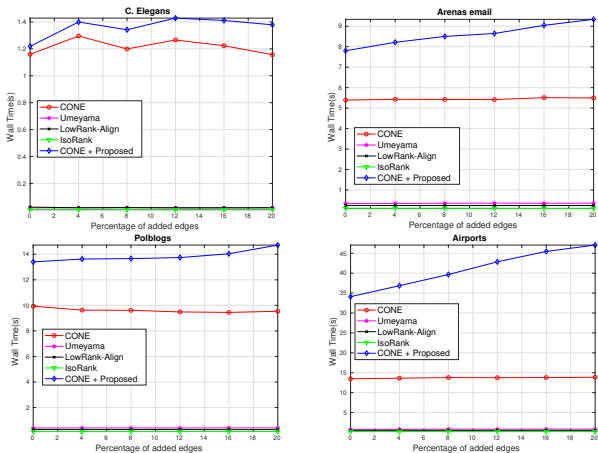 C. Elegans
1.4
1.2
1
0.8
0.6
0.4
0.2
Wall Time(s)
CONE
Umeyama
LowRank-Align
IsoRank
CONE + Proposed
0 4 8 12 16 20
Percentage of added edges
Arenas email
9
8
7
6
5
4
3
2
1
Wall Time(s)
CONE
Umeyama
LowRank-Align
IsoRank
CONE + Proposed
0 4 8 12 16 20
Percentage of added edges
Polblogs
14
12
10
8
6
4
2
Wall Time(s)
CONE
Umeyama
LowRank-Align
IsoRank
CONE + Proposed
0 4 8 12 16 20
Percentage of added edges
Airports
45
40
35
30
25
20
15
10
5
Wall Time(s)
CONE
Umeyama
LowRank-Align
IsoRank
CONE + Proposed
0 4 8 12 16 20
Percentage of added edges